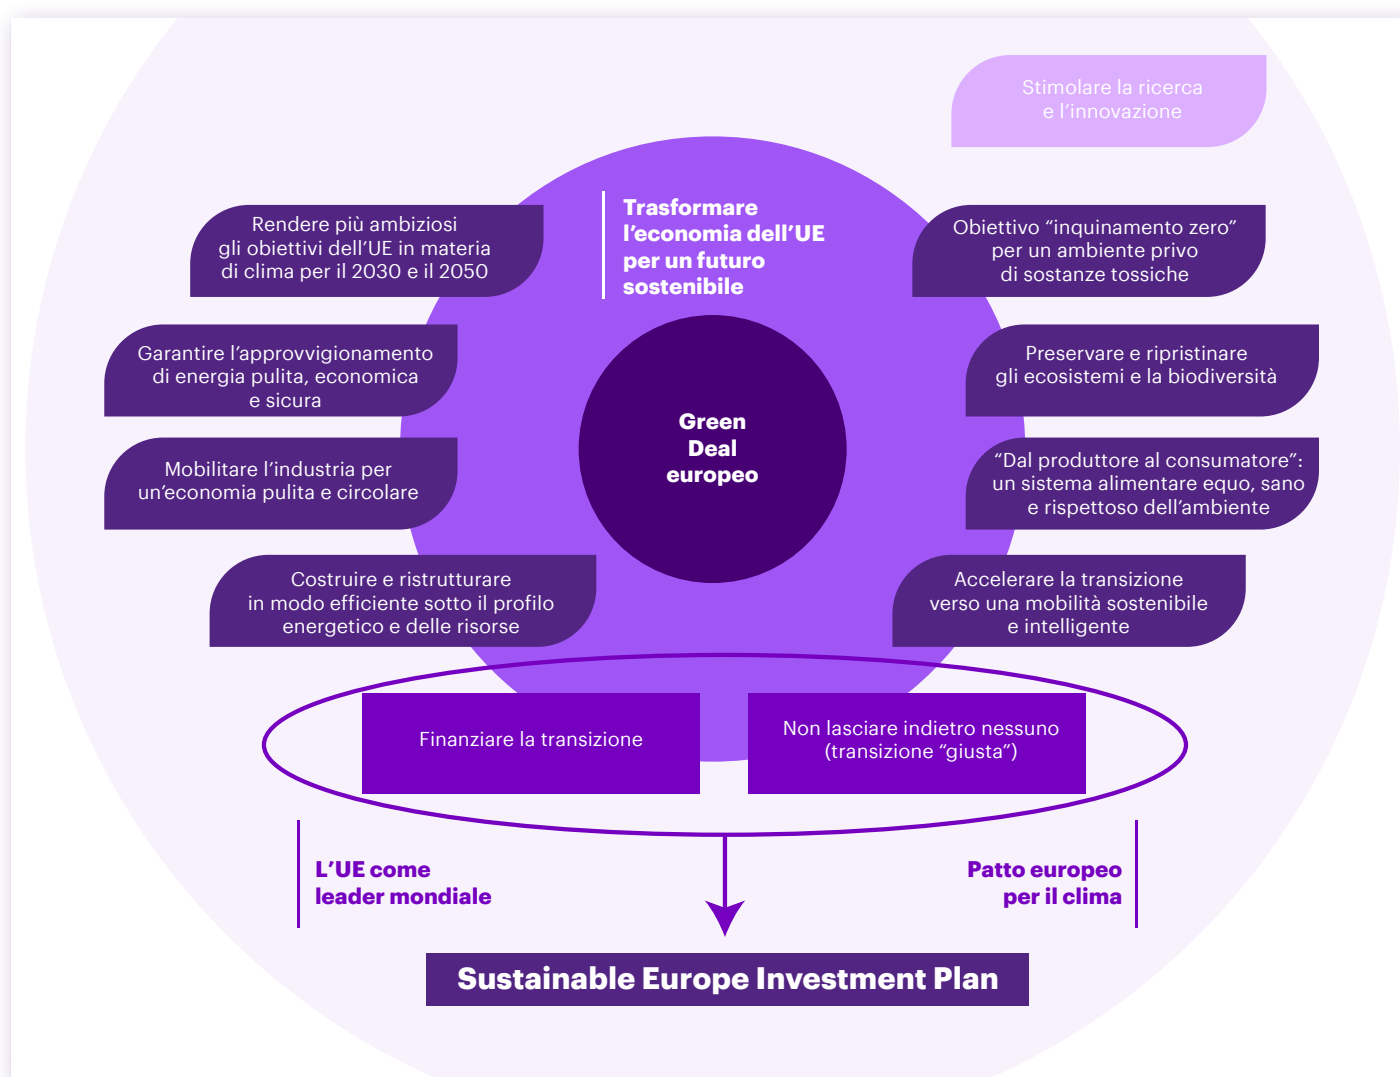 Stimolare la ricerca
e l’innovazione
Trasformare
l’economia dell’UE
per un futuro
sostenibile
Rendere più ambiziosi
gli obiettivi dell’UE in materia
di clima per il 2030 e il 2050
Obiettivo “inquinamento zero”
per un ambiente privo
di sostanze tossiche
Garantire l’approvvigionamento
di energia pulita, economica
e sicura
Preservare e ripristinare
gli ecosistemi e la biodiversità
Green
Deal
europeo
Mobilitare l’industria per
un’economia pulita e circolare
“Dal produttore al consumatore”:
un sistema alimentare equo, sano
e rispettoso dell’ambiente
Costruire e ristrutturare
in modo efficiente sotto il profilo
energetico e delle risorse
Accelerare la transizione
verso una mobilità sostenibile
e intelligente
Finanziare la transizione
Non lasciare indietro nessuno
(transizione “giusta”)
L’UE come
leader mondiale
Patto europeo
per il clima
Sustainable Europe Investment Plan